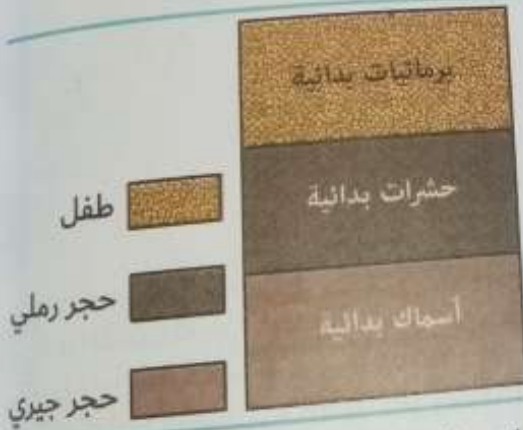 برمائيات بدائية
حشرات بدائية
أسماك بدائية
طفل
حجر رملي
حجر جيري